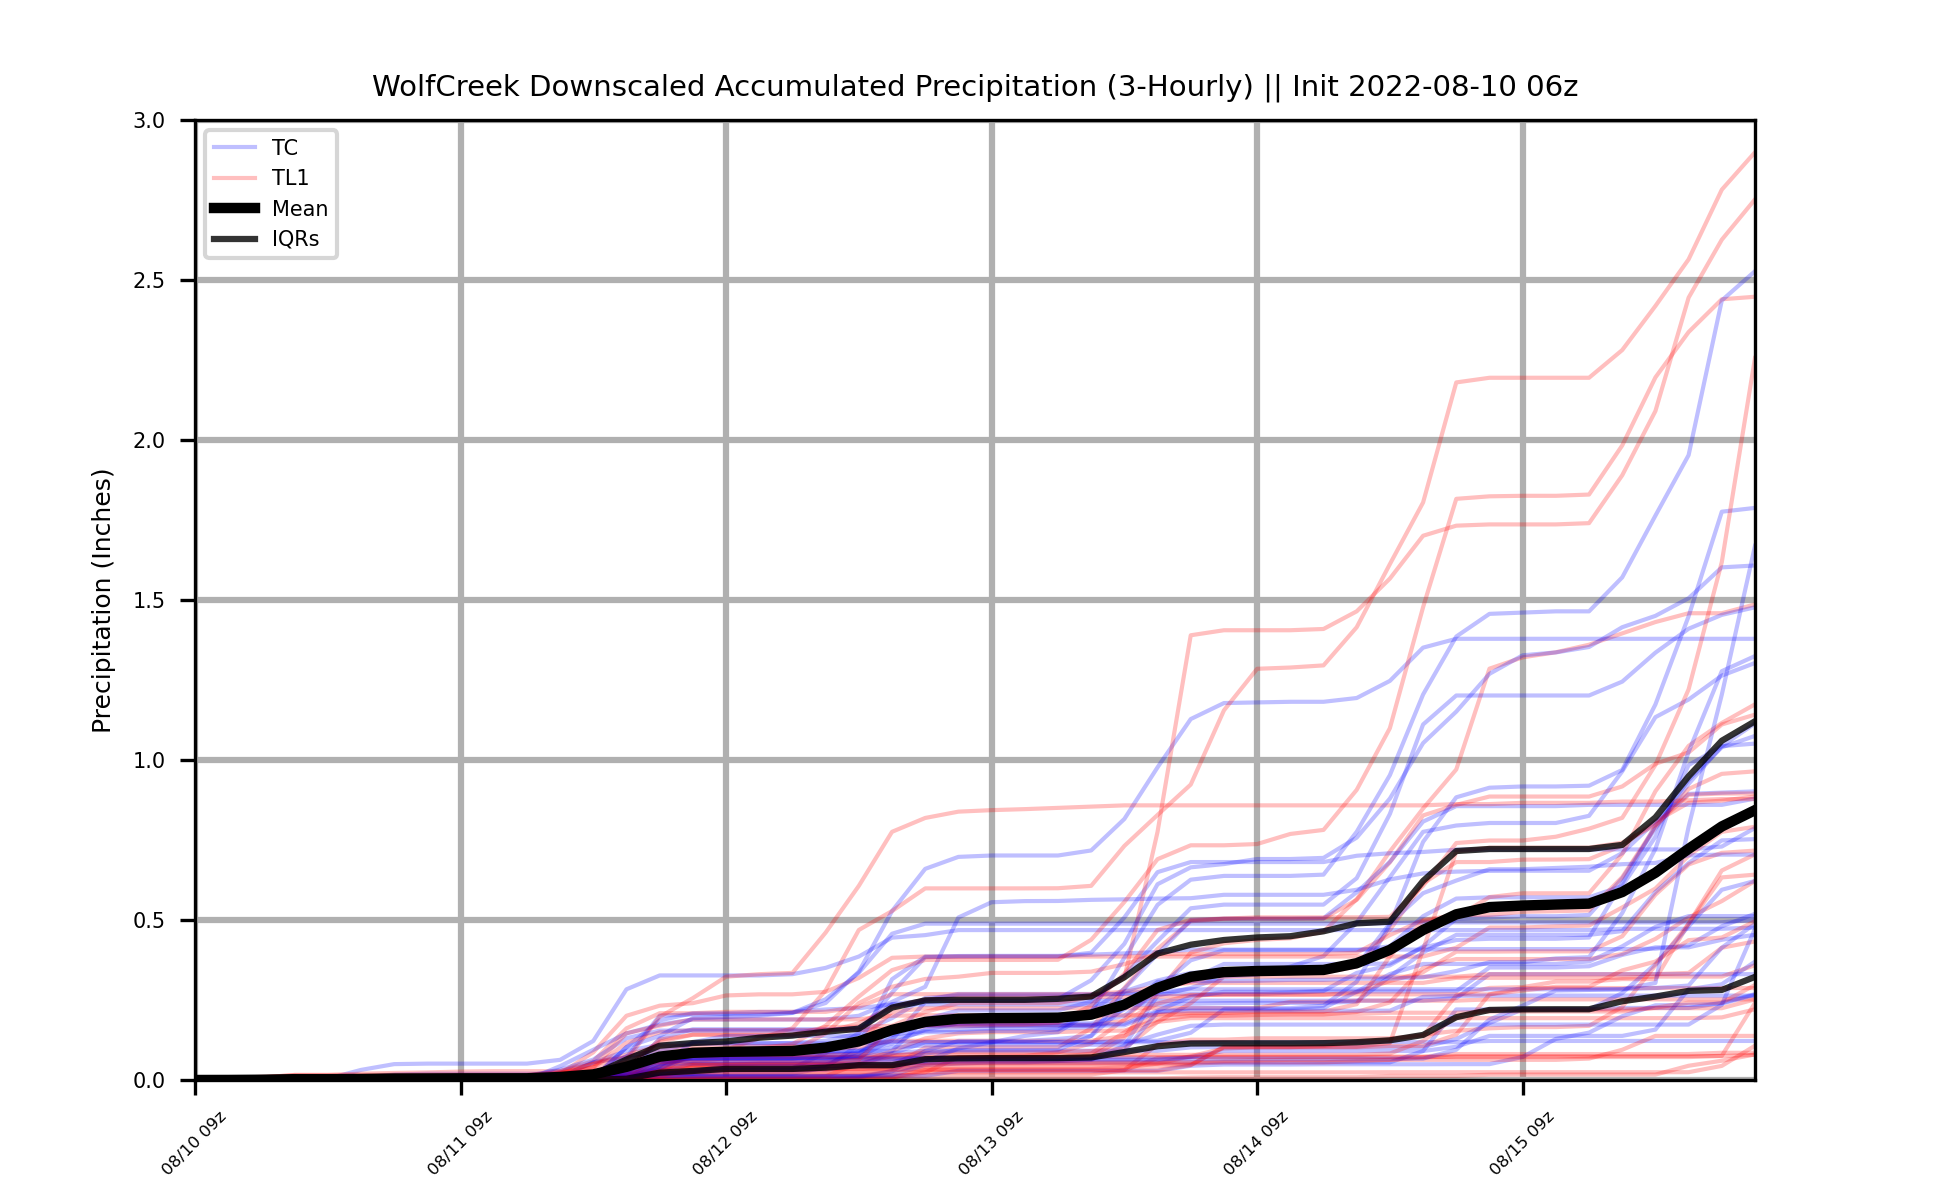 WolfCreek Downscaled Accumulated Precipitation (3-Hourly) || Init 2022-08-10 06z
TC
TL1
Mean
IQRs
Precipitation (Inches)
3.0
2.5
2.0
1.5
1.0
0.5
0.0
08/10 09z
08/11 09z
08/12 09z
08/13 09z
08/14 09z
08/15 09z